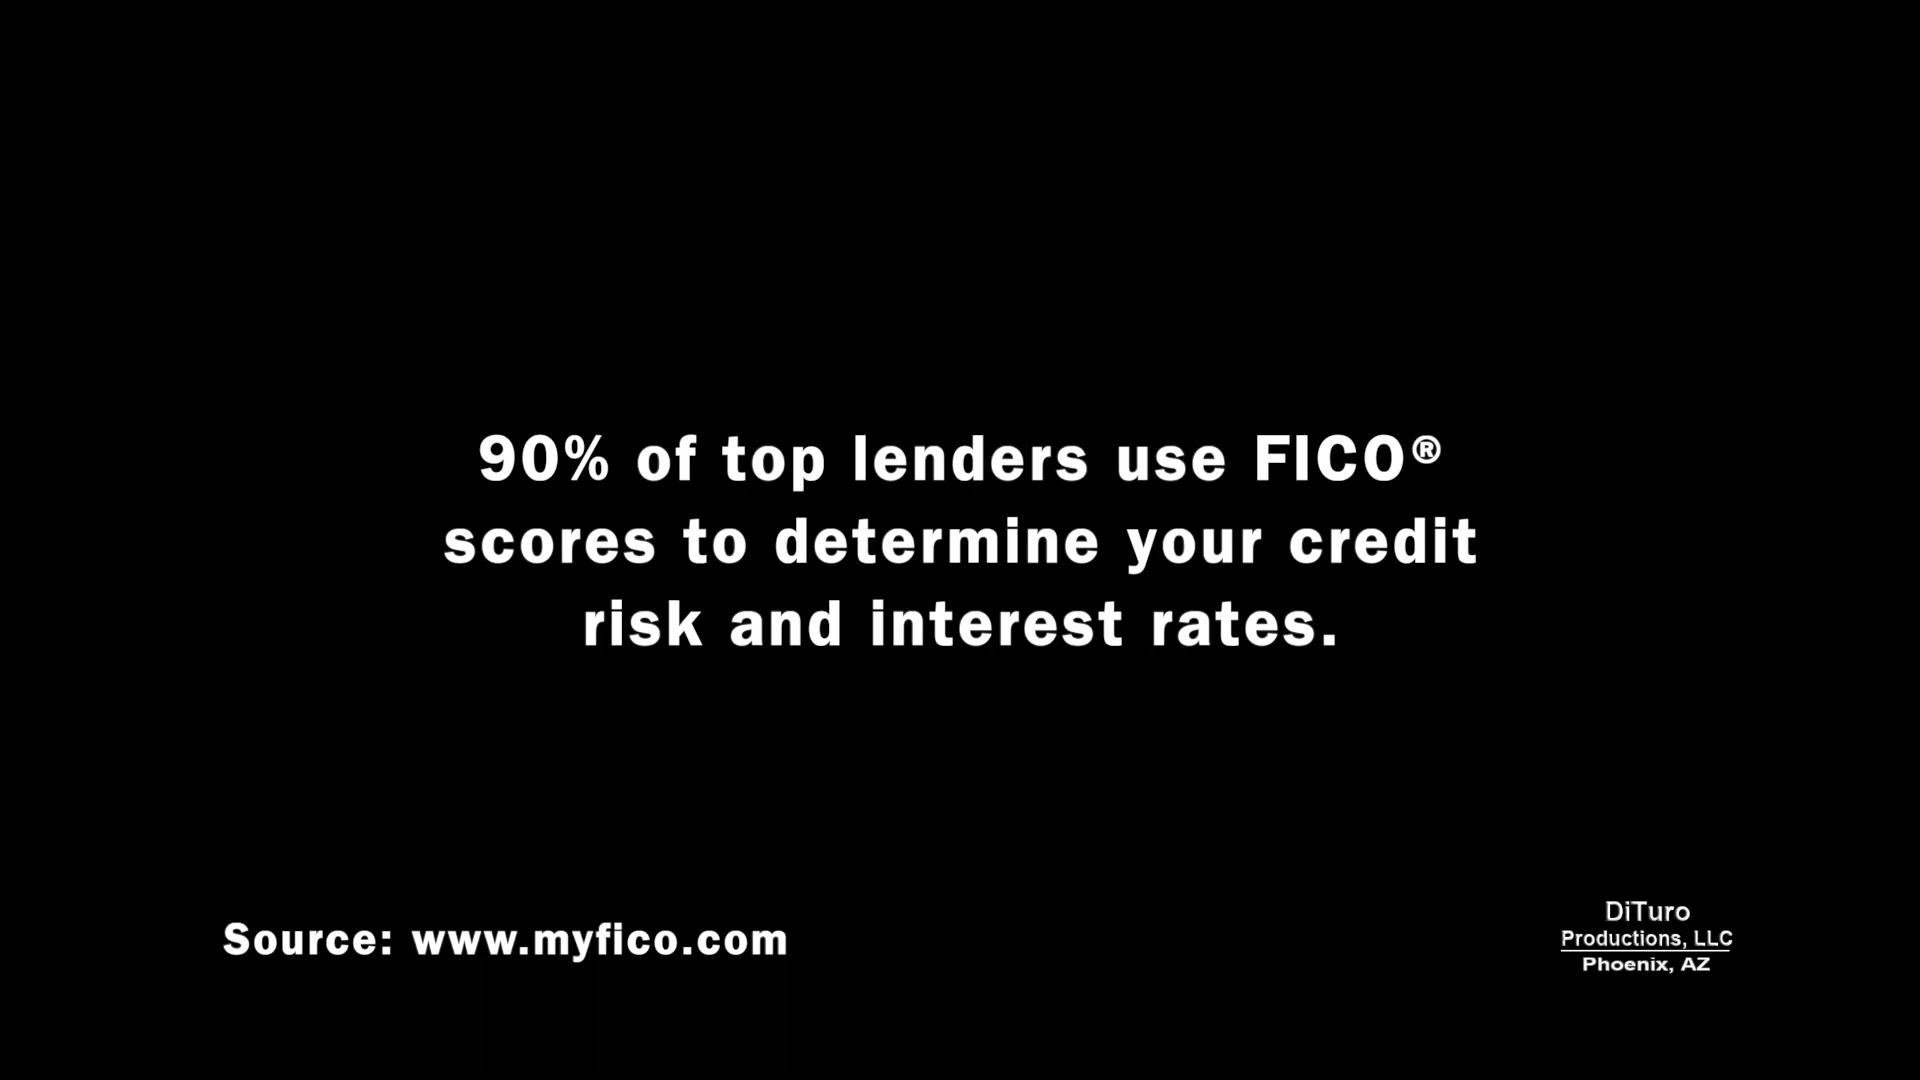 90% of top lenders use FICO®
scores to determine your credit
risk and interest rates.
Source: www.myfico.com
DiTuro
Productions, LLC
Phoenix, AZ